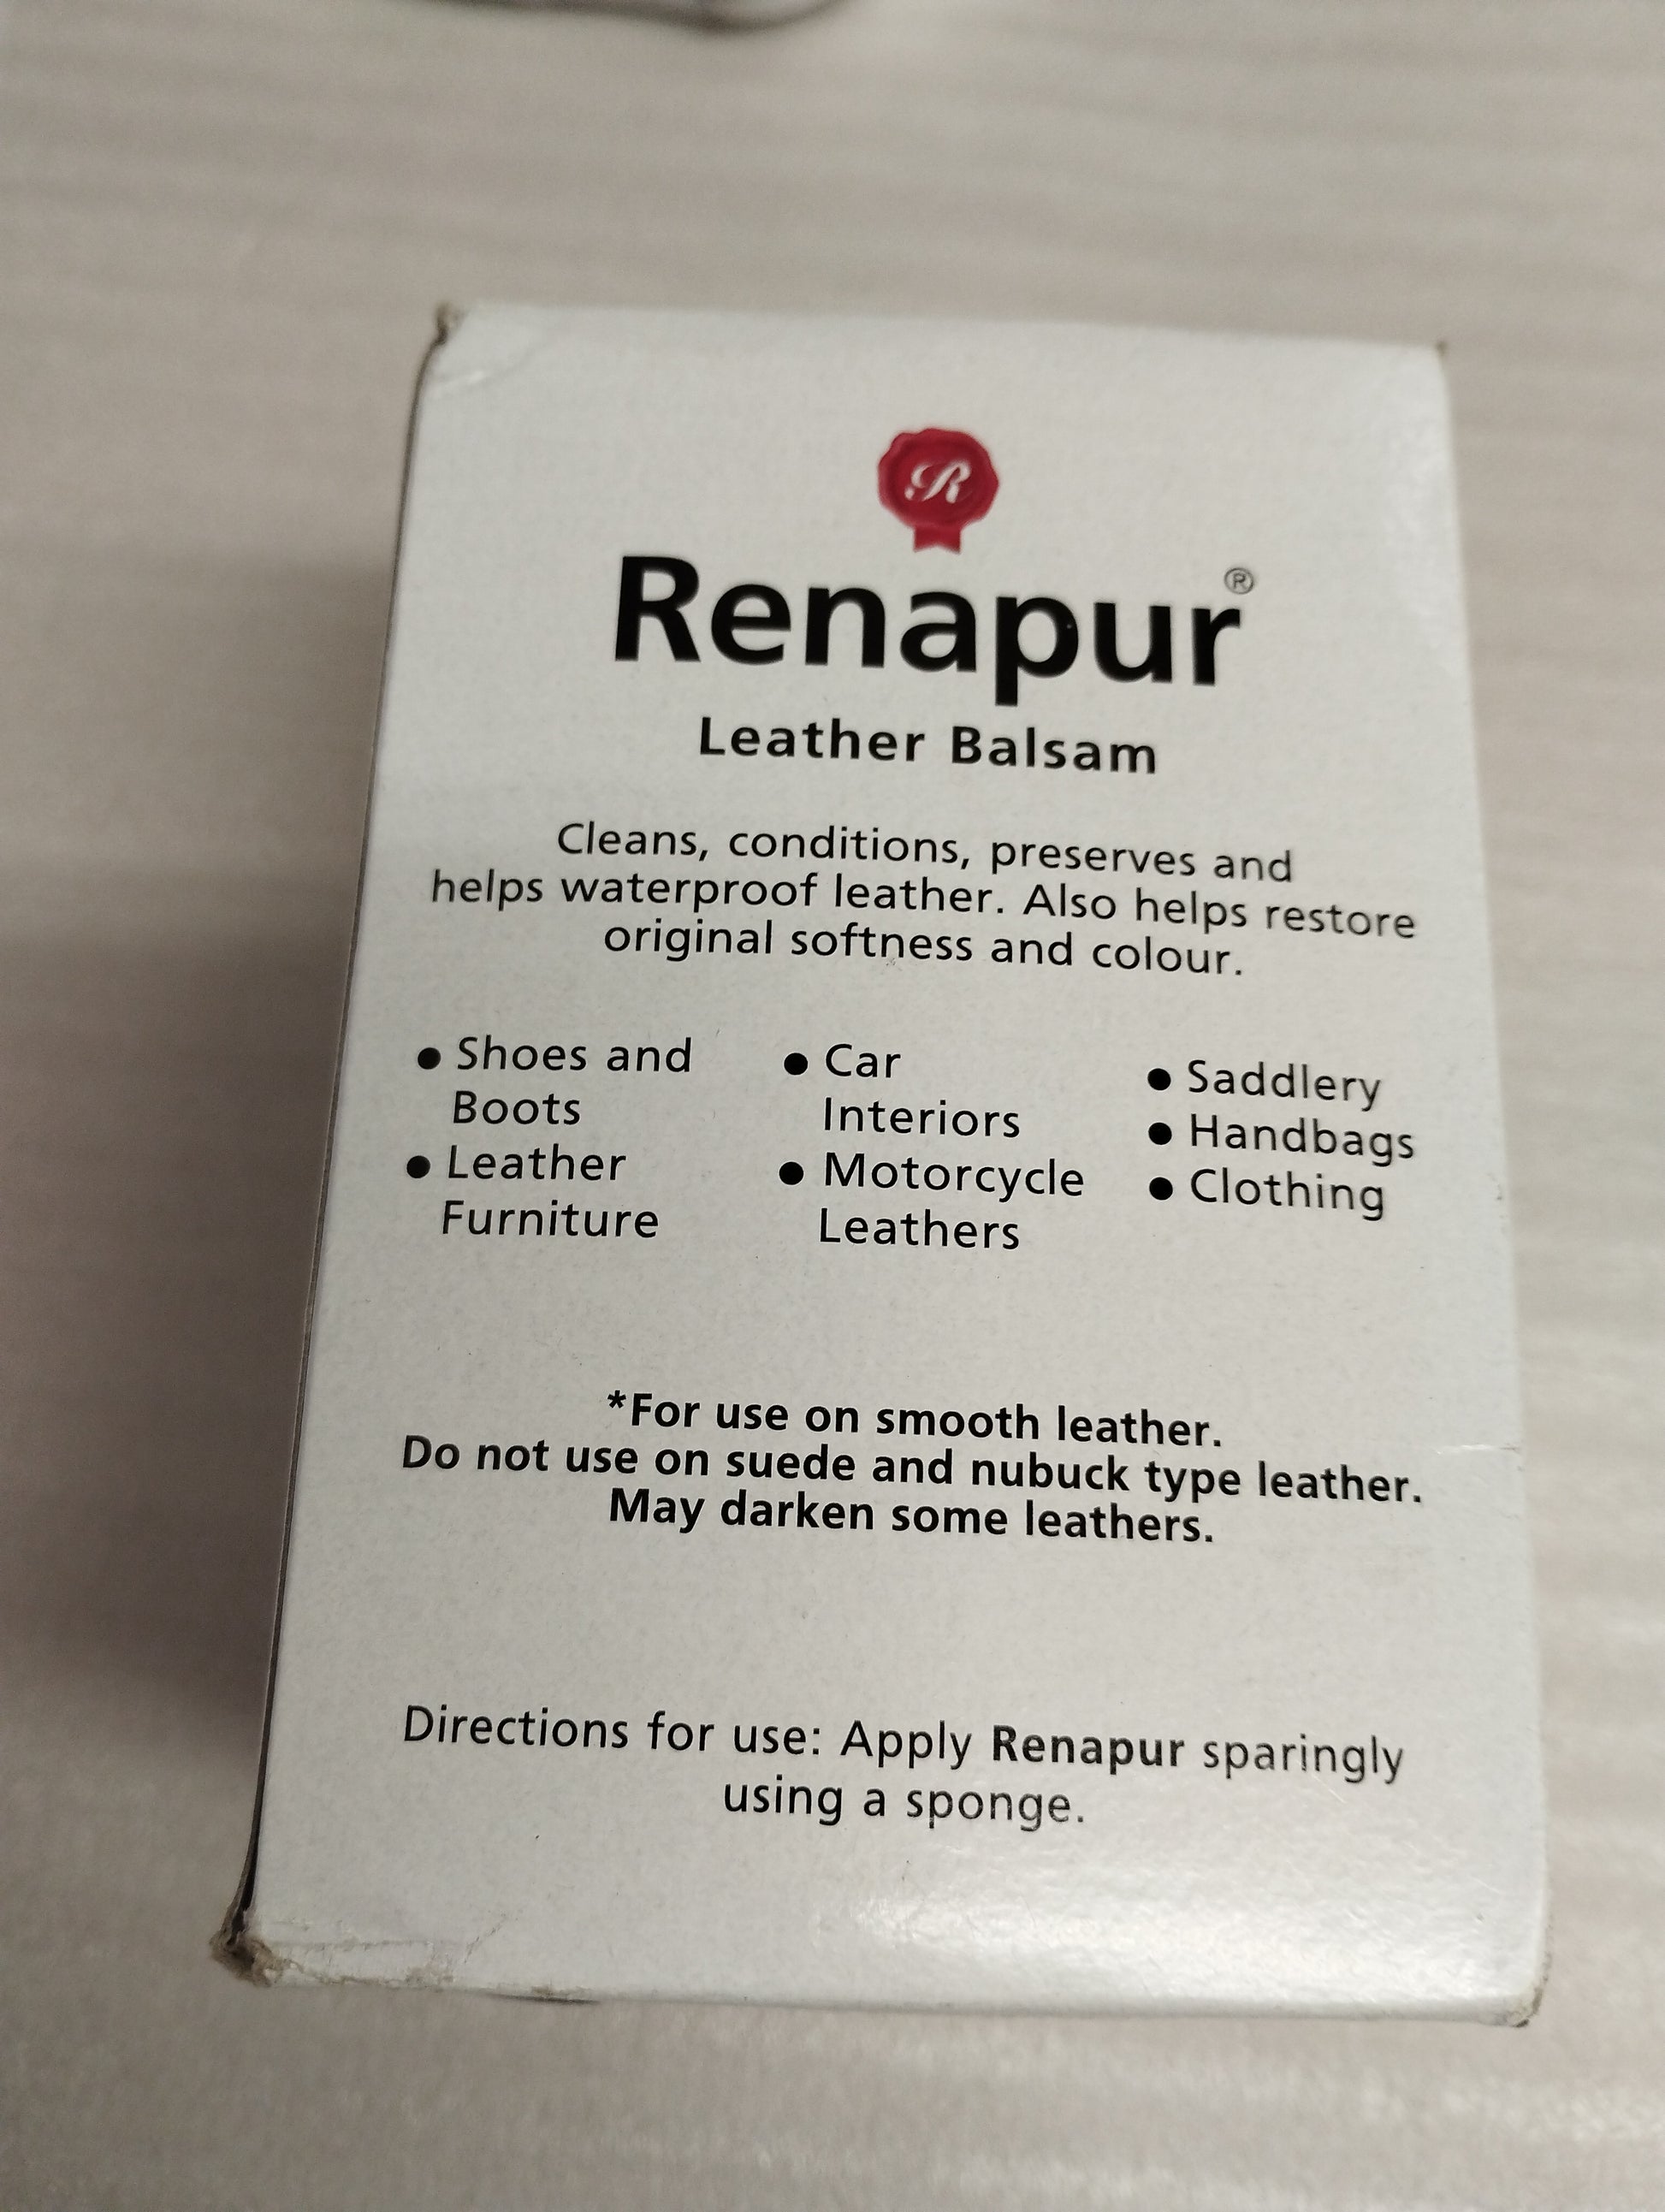 R
Renapur®
Leather Balsam
Cleans, conditions, preserves and
helps waterproof leather. Also helps restore
original softness and colour.
● Shoes and
Boots
● Leather
Furniture
● Car
Interiors
● Motorcycle
Leathers
● Saddlery
● Handbags
● Clothing
*For use on smooth leather.
Do not use on suede and nubuck type leather.
May darken some leathers.
Directions for use: Apply Renapur sparingly
using a sponge.